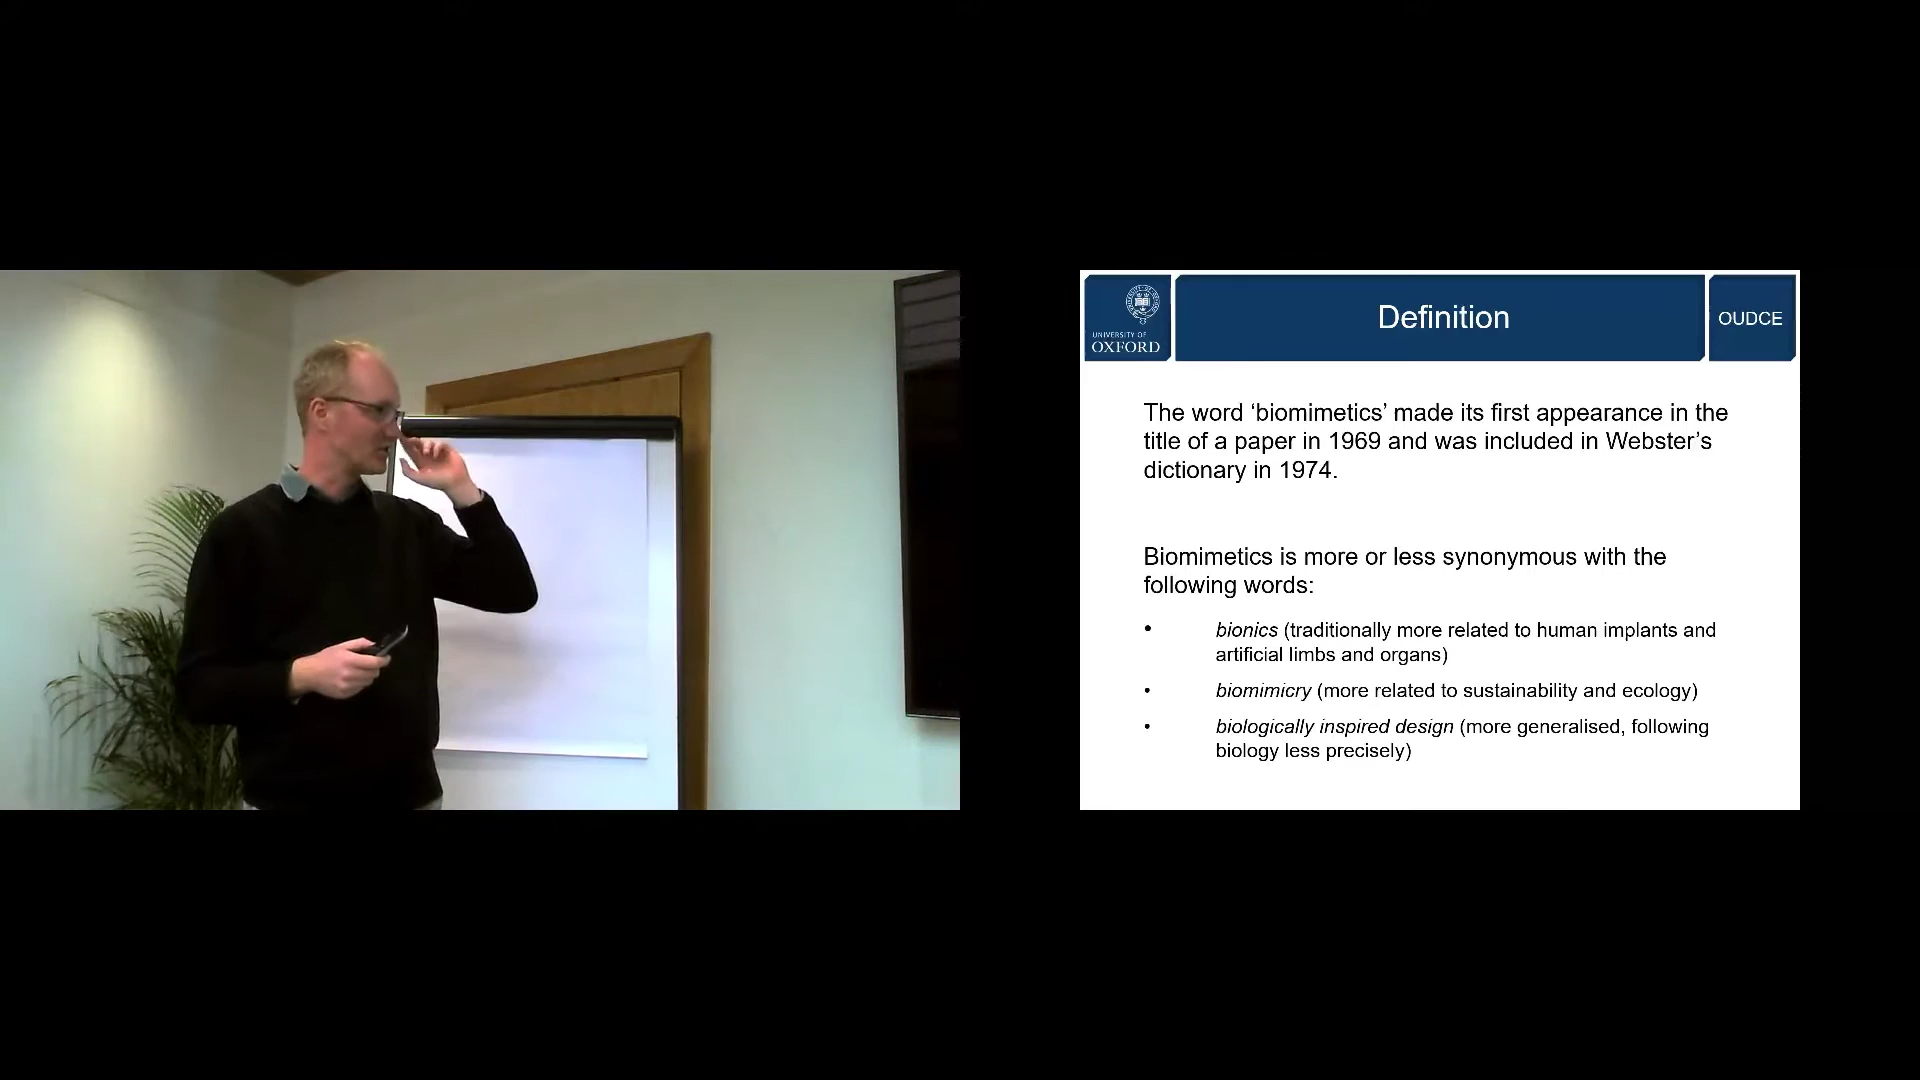 UNIVERSITY OF
OXFORD
Definition
OUDCE
The word ‘biomimetics’ made its first appearance in the
title of a paper in 1969 and was included in Webster’s
dictionary in 1974.
Biomimetics is more or less synonymous with the
following words:
• bionics (traditionally more related to human implants and
artificial limbs and organs)
• biomimicry (more related to sustainability and ecology)
• biologically inspired design (more generalised, following
biology less precisely)